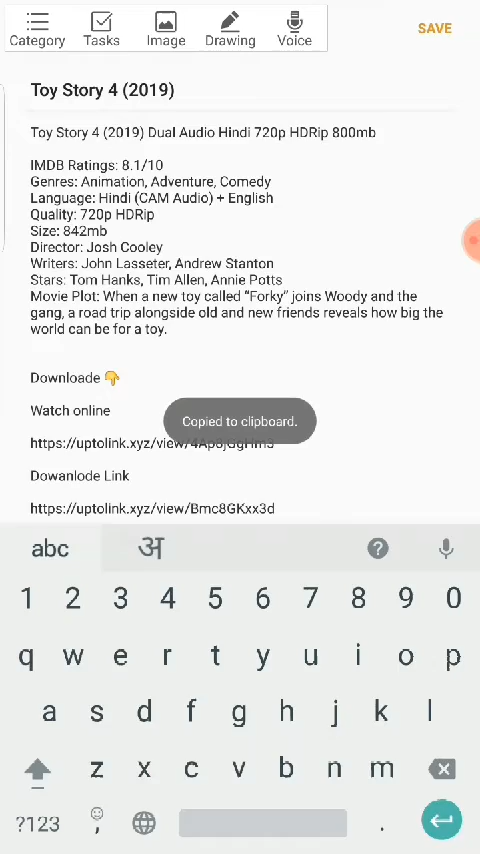 Category Tasks Image Drawing Voice
SAVE
Toy Story 4 (2019)
Toy Story 4 (2019) Dual Audio Hindi 720p HDRip 800mb
IMDB Ratings: 8.1/10
Genres: Animation, Adventure, Comedy
Language: Hindi (CAM Audio) + English
Quality: 720p HDRip
Size: 842mb
Director: Josh Cooley
Writers: John Lasseter, Andrew Stanton
Stars: Tom Hanks, Tim Allen, Annie Potts
Movie Plot: When a new toy called “Forky” joins Woody and the
gang, a road trip alongside old and new friends reveals how big the
world can be for a toy.
Downloade 👇
Watch online
Copied to clipboard.
Dowanlode Link
https://uptolink.xyz/view/Bmc8GKxx3d
abc अ
1 2 3 4 5 6 7 8 9 0
q w e r t y u i o p
a s d f g h j k l
z x c v b n m
?123 , .